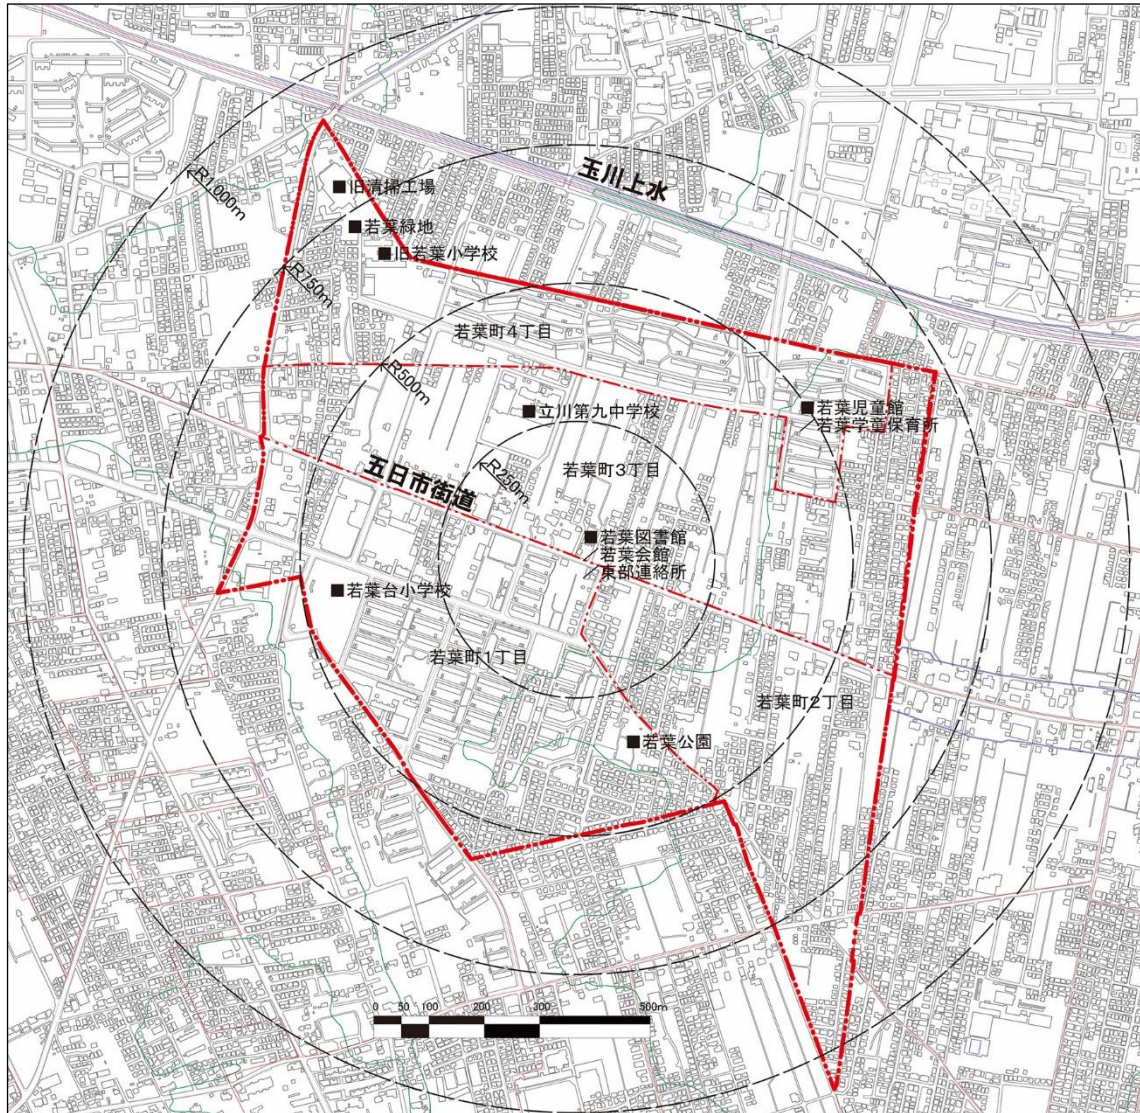 玉川上水
←R1,000m
■旧清掃工場
■若葉緑地
■旧若葉小学校
←R750m
若葉町4丁目
←R500m
■立川第九中学校
■若葉児童館
若葉学童保育所
若葉町3丁目
←R250m
五日市街道
■若葉図書館
若葉会館
東部連絡所
■若葉台小学校
若葉町1丁目
若葉町2丁目
■若葉公園
0 50 100 200 300 500m